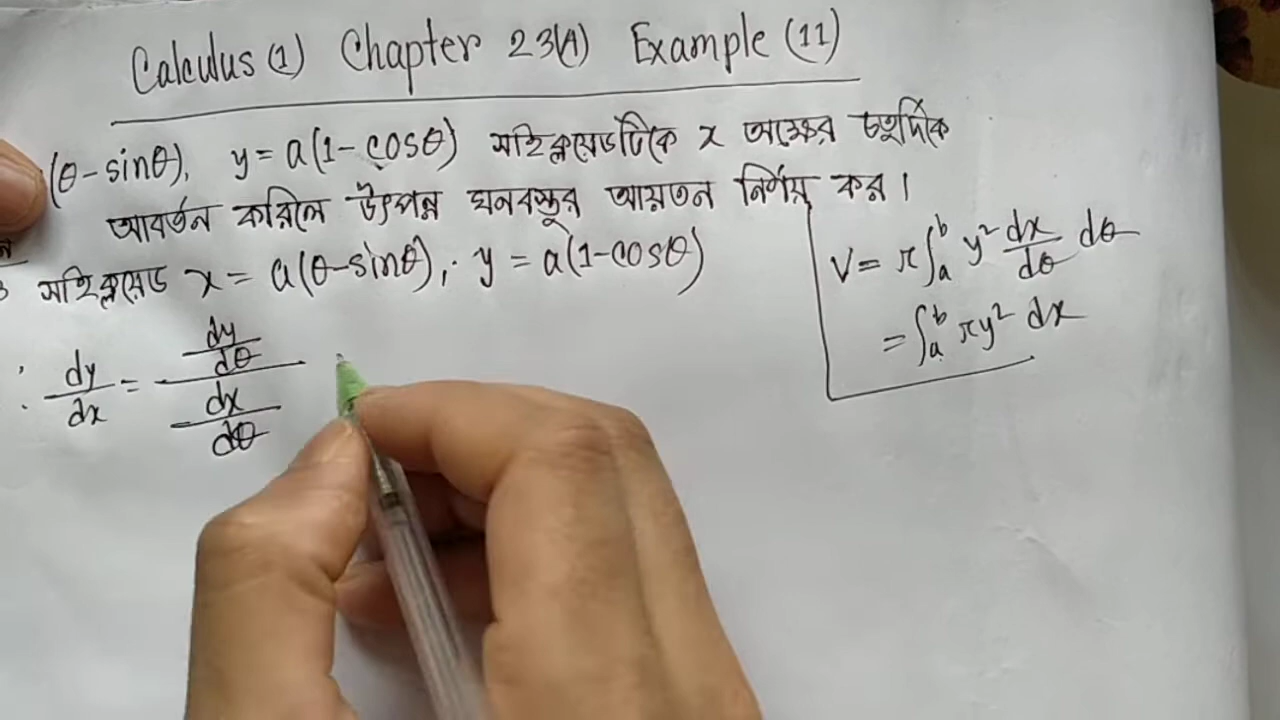 Calculus (1) Chapter 23(A) Example (11)
(θ-sinθ), y = a(1-cosθ) সাইক্লয়েডটিকে x অক্ষের চতুর্দিকে
আবর্তন করিলে উৎপন্ন ঘনবস্তুর আয়তন নির্ণয় কর।
সাইক্লয়েড x = a(θ-sinθ), y = a(1-cosθ)
V = π∫ₐᵇ y² dx/dθ dθ
= ∫ₐᵇ πy² dx
∴ dy/dx = (dy/dθ)/(dx/dθ)